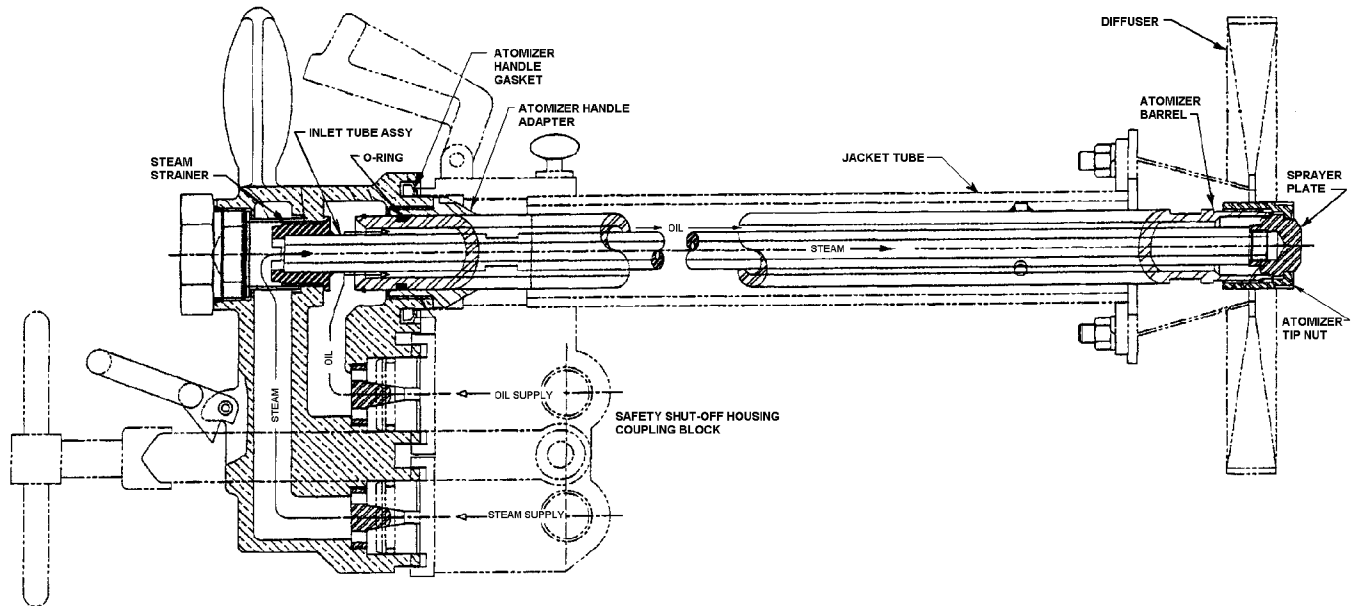 DIFFUSER
ATOMIZER
HANDLE
GASKET
ATOMIZER HANDLE
ADAPTER
ATOMIZER
BARREL
INLET TUBE ASSY
O-RING
STEAM
STRAINER
JACKET TUBE
SPRAYER
PLATE
OIL
STEAM
ATOMIZER
TIP NUT
OIL
STEAM
OIL SUPPLY
SAFETY SHUT-OFF HOUSING
COUPLING BLOCK
STEAM SUPPLY